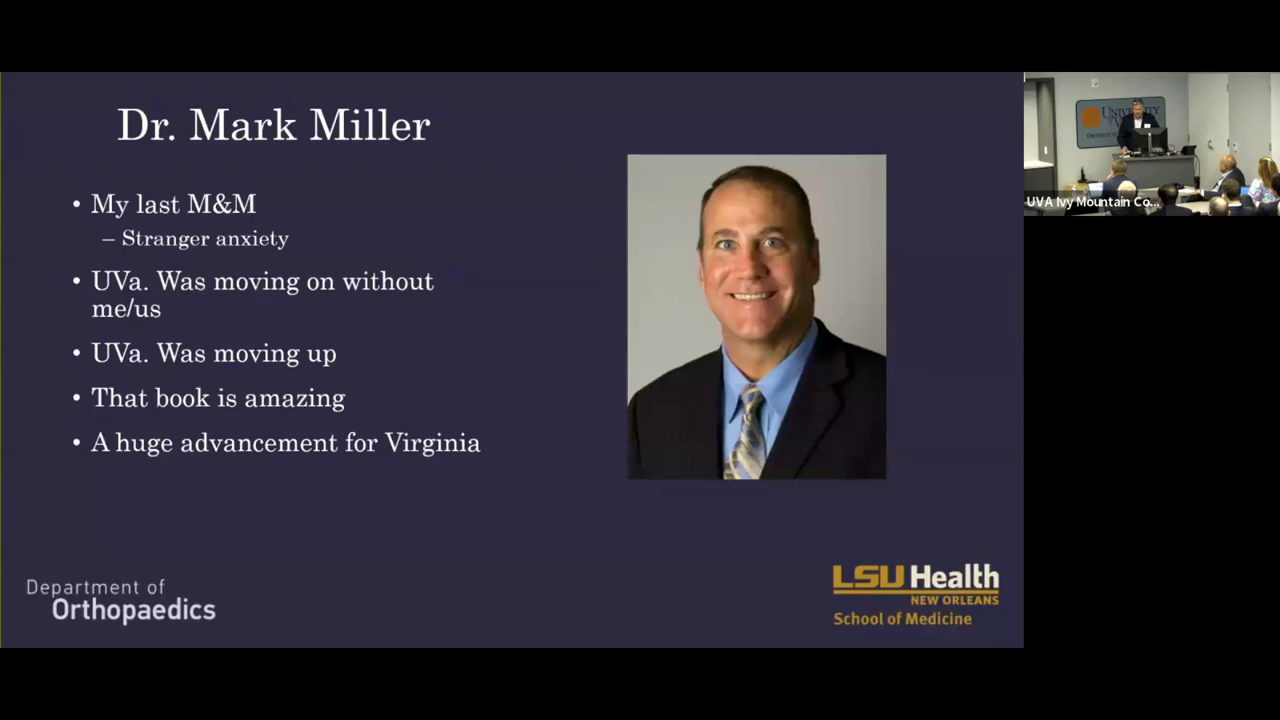 Dr. Mark Miller
• My last M&M
– Stranger anxiety
• UVa. Was moving on without
me/us
• UVa. Was moving up
• That book is amazing
• A huge advancement for Virginia
Department of
Orthopaedics
LSU Health
NEW ORLEANS
School of Medicine
UNIVERSITY
UVA Ivy Mountain Co...